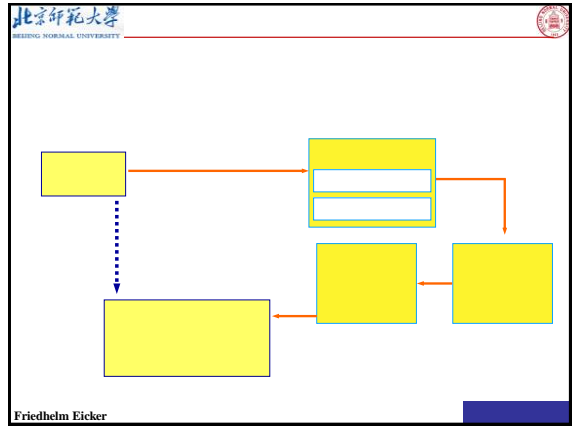 北京师范大学
BEIJING NORMAL UNIVERSITY
Friedhelm Eicker